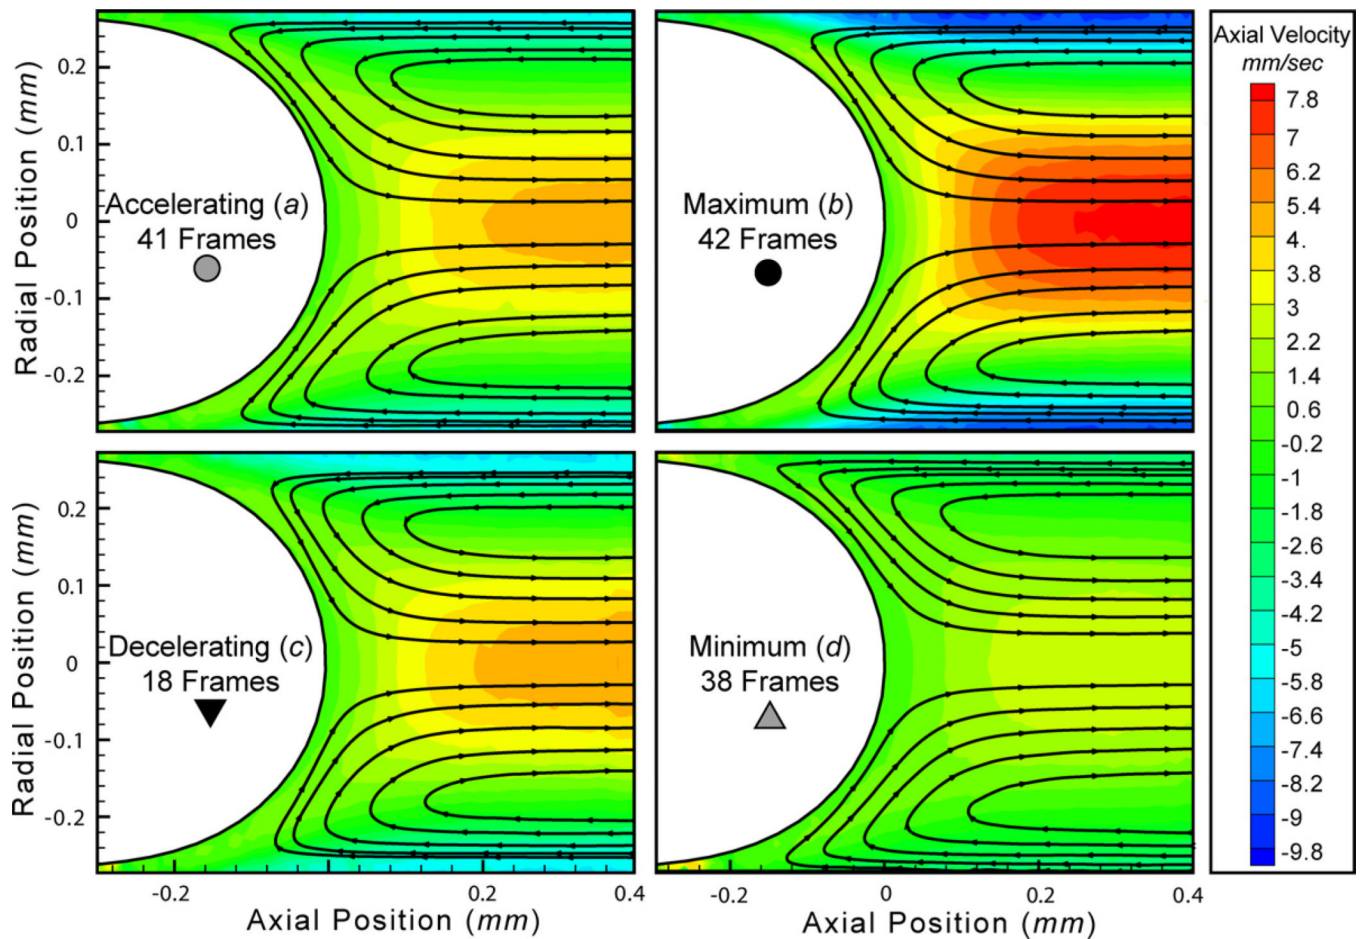 Radial Position (mm)
0.2
0.1
0
-0.1
-0.2
Accelerating (a)
41 Frames
Maximum (b)
42 Frames
Radial Position (mm)
0.2
0.1
0
-0.1
-0.2
Decelerating (c)
18 Frames
Minimum (d)
38 Frames
-0.2
0.2
0.4
Axial Position (mm)
0
0.2
0.4
Axial Position (mm)
Axial Velocity
mm/sec
7.8
7
6.2
5.4
4.
3.8
3
2.2
1.4
0.6
-0.2
-1
-1.8
-2.6
-3.4
-4.2
-5
-5.8
-6.6
-7.4
-8.2
-9
-9.8